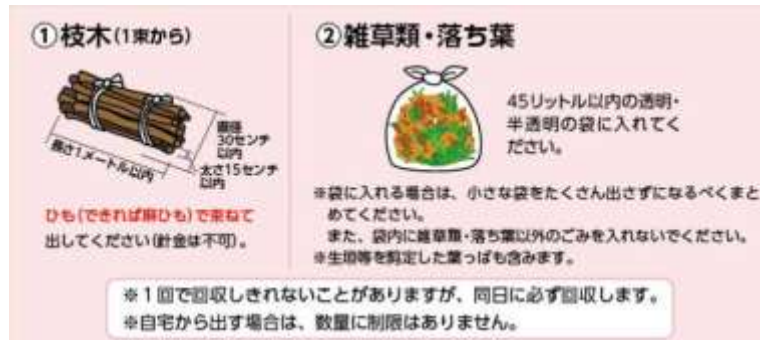 ①枝木(1束から)
直径
30センチ
以内
太さ15センチ
以内
長さ1メートル以内
ひも(できれば麻ひも)で束ねて
出してください(針金は不可)。
②雑草類・落ち葉
45リットル以内の透明・
半透明の袋に入れてく
ださい。
※袋に入れる場合は、小さな袋をたくさん出さずになるべくまと
めてください。
また、袋内に雑草類・落ち葉以外のごみを入れないでください。
※生垣等を剪定した葉っぱも含みます。
※1回で回収しきれないことがありますが、同日に必ず回収します。
※自宅から出す場合は、数量に制限はありません。